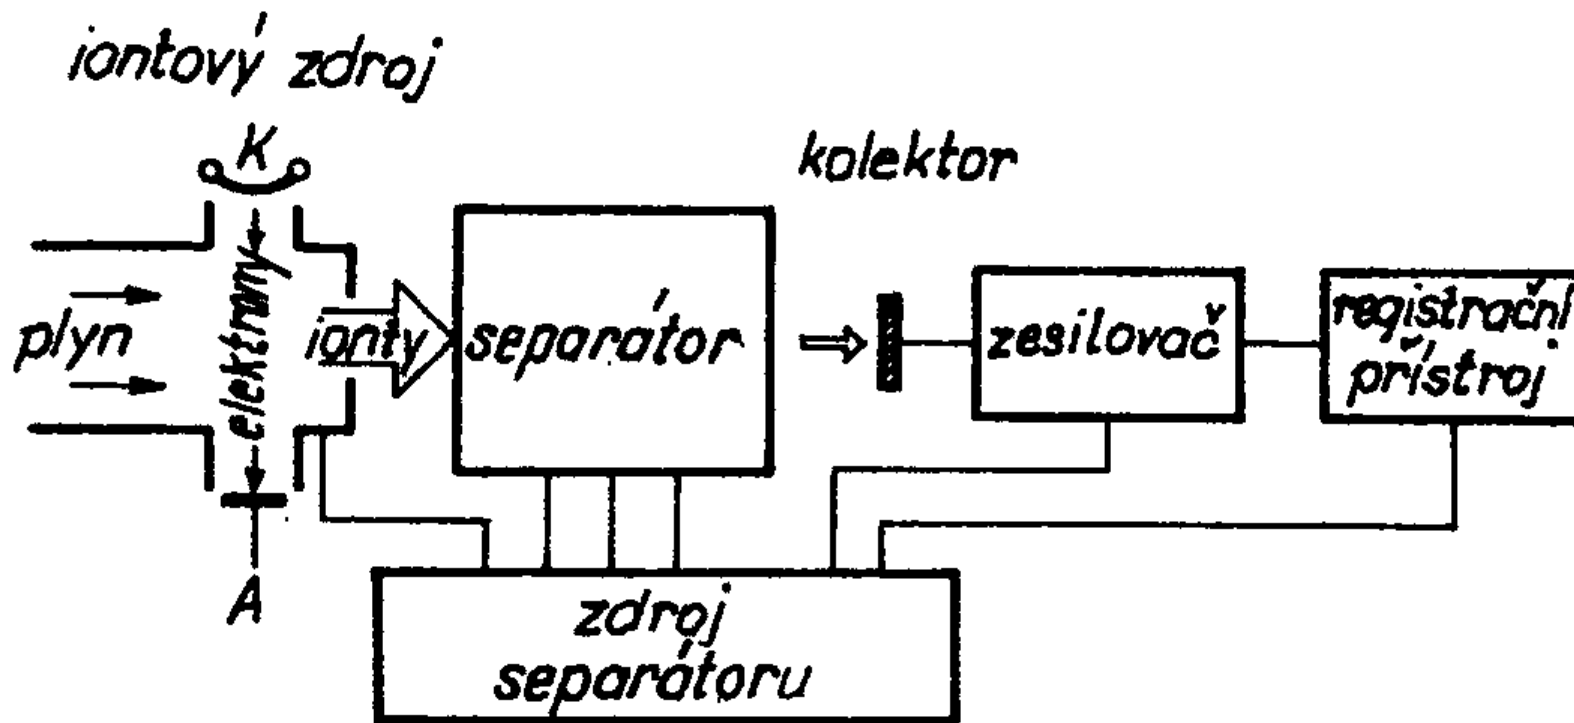 iontový zdroj
K
kolektor
plyn
elektrony
ionty
separátor
zesilovač
registrační
přístroj
A
zdroj
separátoru